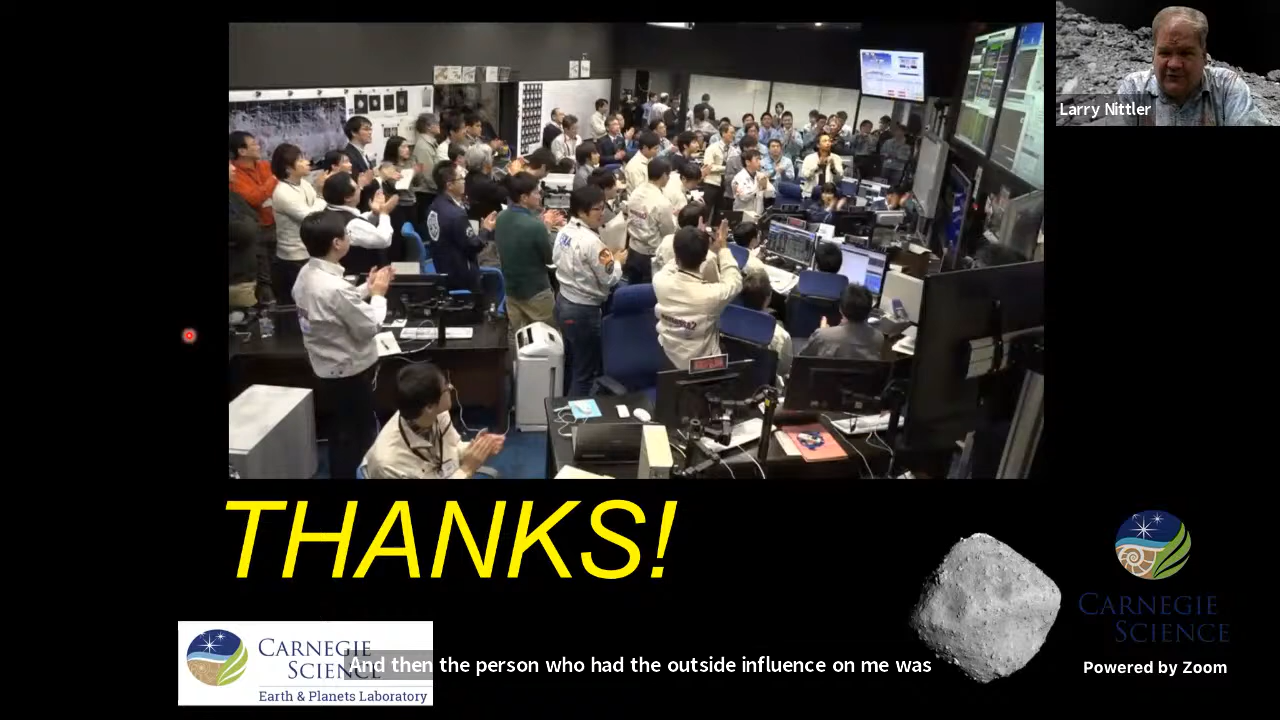 Larry Nittler
THANKS!
CARNEGIE
SCIENCE
Earth & Planets Laboratory
And then the person who had the outside influence on me was
CARNEGIE
SCIENCE
Powered by Zoom